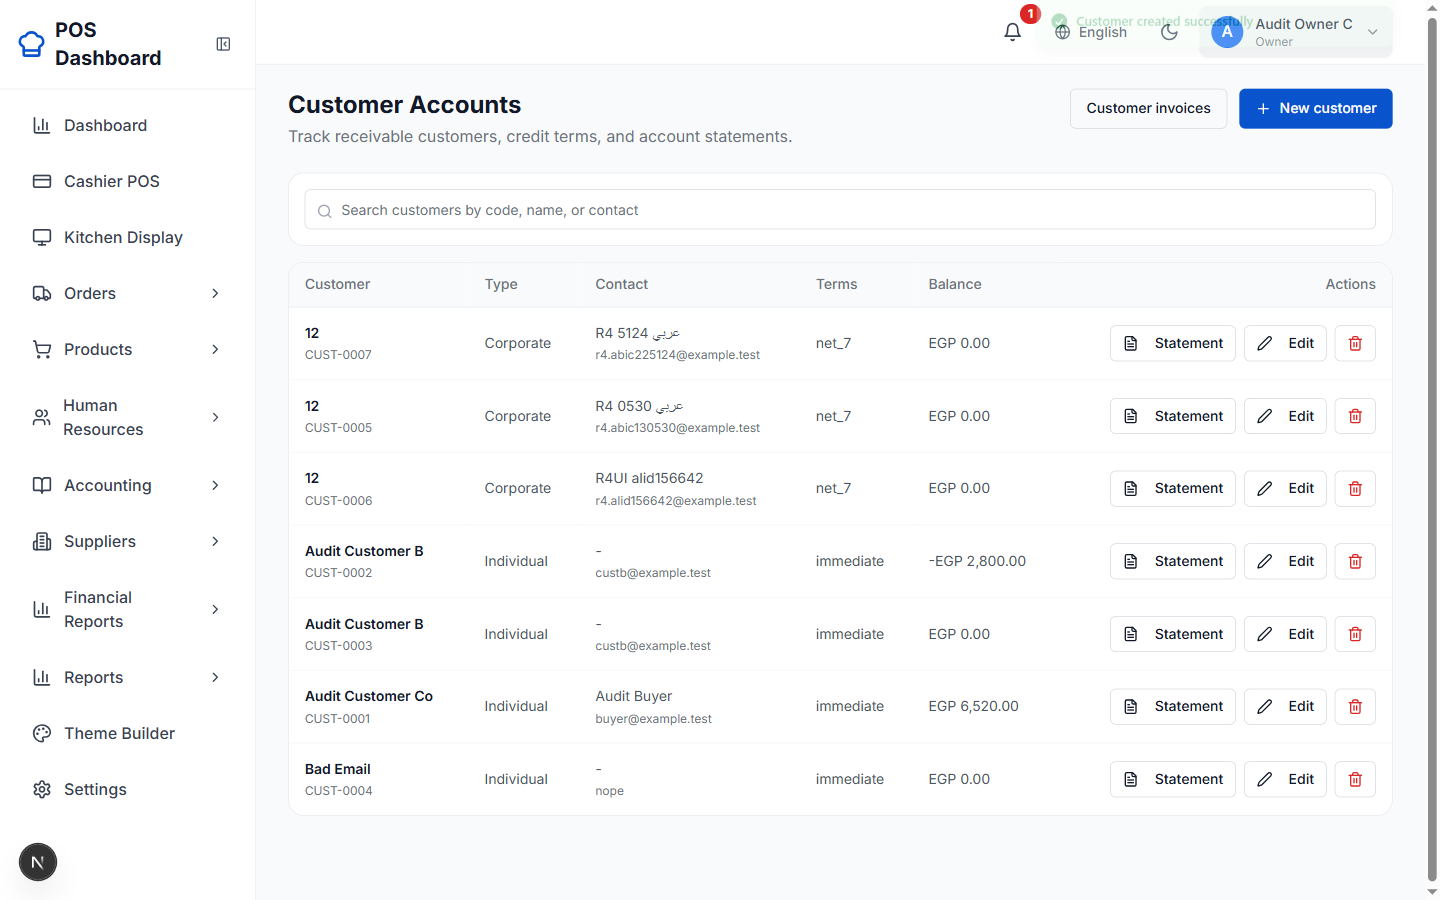 POS
Dashboard
1
Customer created successfully
English
A
Audit Owner C
Owner
Dashboard
Cashier POS
Kitchen Display
Orders
Products
Human
Resources
Accounting
Suppliers
Financial
Reports
Reports
Theme Builder
Settings
N
Customer Accounts
Track receivable customers, credit terms, and account statements.
Customer invoices
New customer
Search customers by code, name, or contact
Customer Type Contact Terms Balance Actions
12 Corporate R4 5124 عربي net_7 EGP 0.00 Statement Edit
CUST-0007 r4.abic225124@example.test
12 Corporate R4 0530 عربي net_7 EGP 0.00 Statement Edit
CUST-0005 r4.abic130530@example.test
12 Corporate R4UI alid156642 net_7 EGP 0.00 Statement Edit
CUST-0006 r4.alid156642@example.test
Audit Customer B Individual - immediate -EGP 2,800.00 Statement Edit
CUST-0002 custb@example.test
Audit Customer B Individual - immediate EGP 0.00 Statement Edit
CUST-0003 custb@example.test
Audit Customer Co Individual Audit Buyer immediate EGP 6,520.00 Statement Edit
CUST-0001 buyer@example.test
Bad Email Individual - immediate EGP 0.00 Statement Edit
CUST-0004 nope